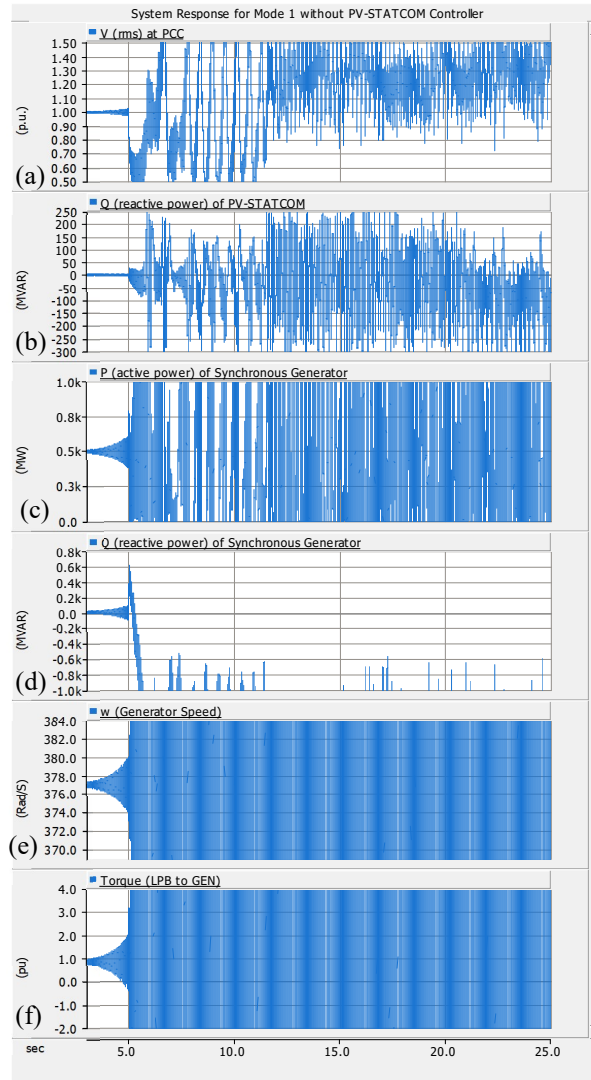 System Response for Mode 1 without PV-STATCOM Controller
V (rms) at PCC
1.50
1.40
1.30
1.20
1.10
1.00
0.90
0.80
0.70
0.60
0.50
(p.u.)
(a)
Q (reactive power) of PV-STATCOM
250
200
150
100
50
0
-50
-100
-150
-200
-250
-300
(MVAR)
(b)
P (active power) of Synchronous Generator
1.0k
0.8k
0.5k
0.3k
0.0
(MW)
(c)
Q (reactive power) of Synchronous Generator
0.8k
0.6k
0.4k
0.2k
0.0
-0.2k
-0.4k
-0.6k
-0.8k
-1.0k
(MVAR)
(d)
w (Generator Speed)
384.0
382.0
380.0
378.0
376.0
374.0
372.0
370.0
(Rad/S)
(e)
Torque (LPB to GEN)
4.0
3.0
2.0
1.0
0.0
-1.0
-2.0
(pu)
(f)
sec 5.0 10.0 15.0 20.0 25.0